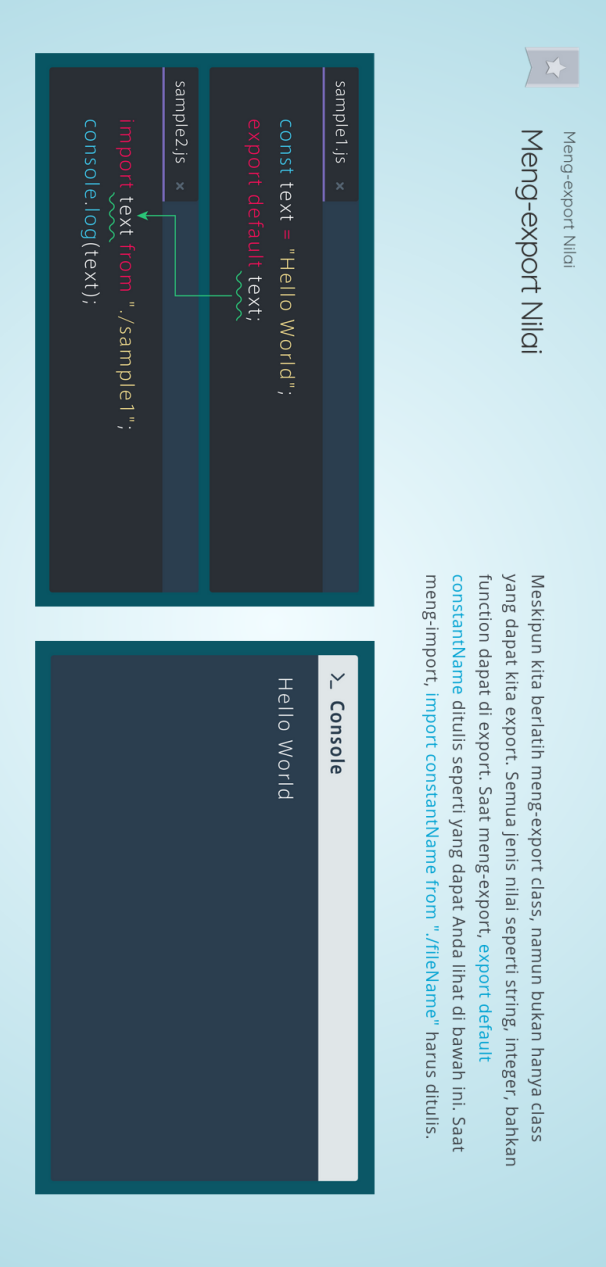 Meng-export Nilai
Meng-export Nilai
Meskipun kita berlatih meng-export class, namun bukan hanya class
yang dapat kita export. Semua jenis nilai seperti string, integer, bahkan
function dapat di export. Saat meng-export, export default
constantName ditulis seperti yang dapat Anda lihat di bawah ini. Saat
meng-import, import constantName from "./fileName" harus ditulis.
sample1.js ×
const text = "Hello World";
export default text;
sample2.js ×
import text from "./sample1";
console.log(text);
>_ Console
Hello World